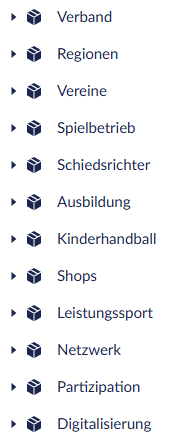 Verband
Regionen
Vereine
Spielbetrieb
Schiedsrichter
Ausbildung
Kinderhandball
Shops
Leistungssport
Netzwerk
Partizipation
Digitalisierung